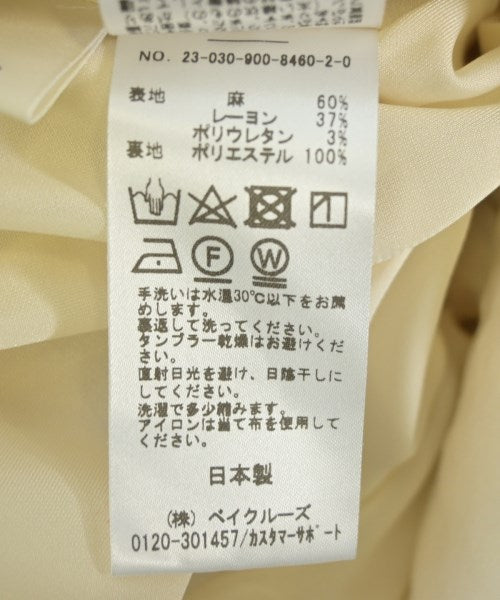 NO. 23-030-900-8460-2-0
表地 麻 60%
レーヨン 37%
ポリウレタン 3%
裏地 ポリエステル 100%
F W
手洗いは水温30℃以下をお薦
めします。
裏返して洗ってください。
タンブラー乾燥はお避けくださ
い。
直射日光を避け、日陰干しに
してください。
洗濯で多少縮みます。
アイロンは当て布を使用して
ください。
日本製
(株) ベイクルーズ
0120-301457/ｶｽﾀﾏｰｻﾎﾟｰﾄ